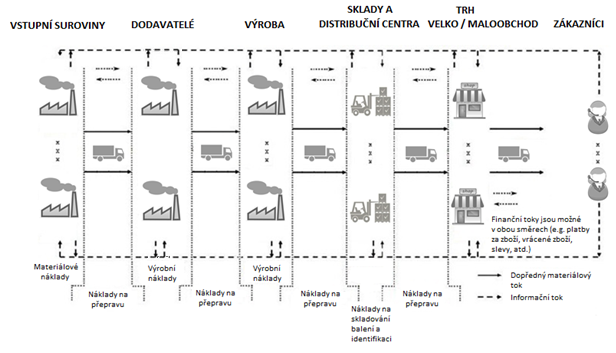 VSTUPNÍ SUROVINY
DODAVATELÉ
VÝROBA
SKLADY A
DISTRIBUČNÍ CENTRA
TRH
VELKO / MALOOBCHOD
ZÁKAZNÍCI
Finanční toky jsou možné
v obou směrech (e.g. platby
za zboží, vrácené zboží,
slevy, atd.)
Materiálové
náklady
Výrobní
náklady
Výrobní
náklady
Dopředný materiálový
tok
Informační tok
Náklady na
přepravu
Náklady na
přepravu
Náklady na
přepravu
Náklady na
skladování
balení a
identifikaci
Náklady na
přepravu